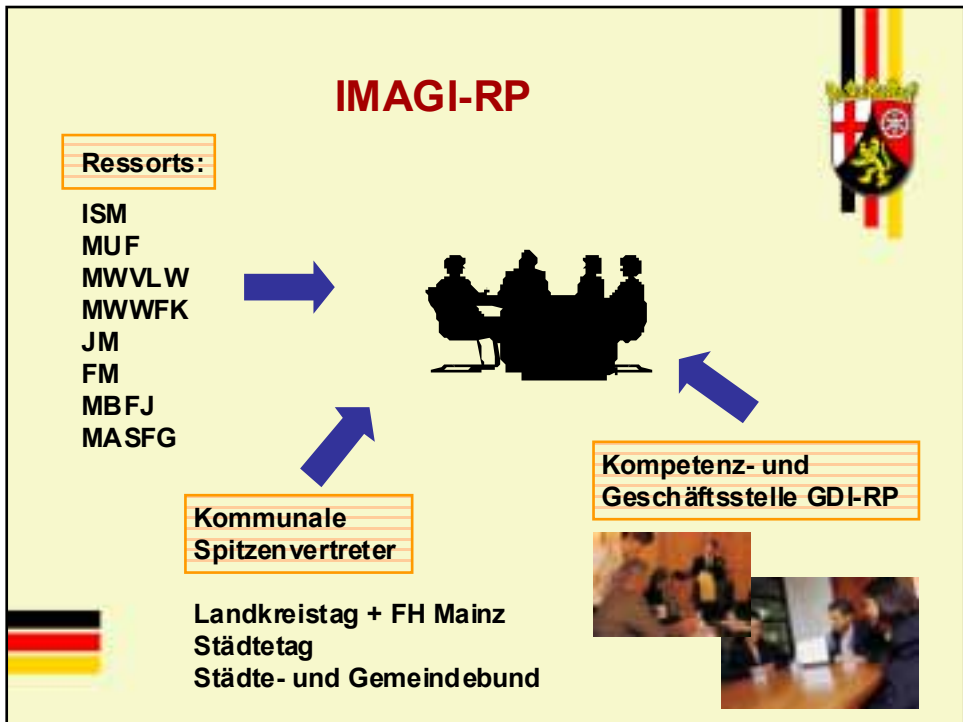 IMAGI-RP
Ressorts:
ISM
MUF
MWVLW
MWWFK
JM
FM
MBFJ
MASFG
Kommunale
Spitzenvertreter
Landkreistag + FH Mainz
Städtetag
Städte- und Gemeindebund
Kompetenz- und
Geschäftsstelle GDI-RP